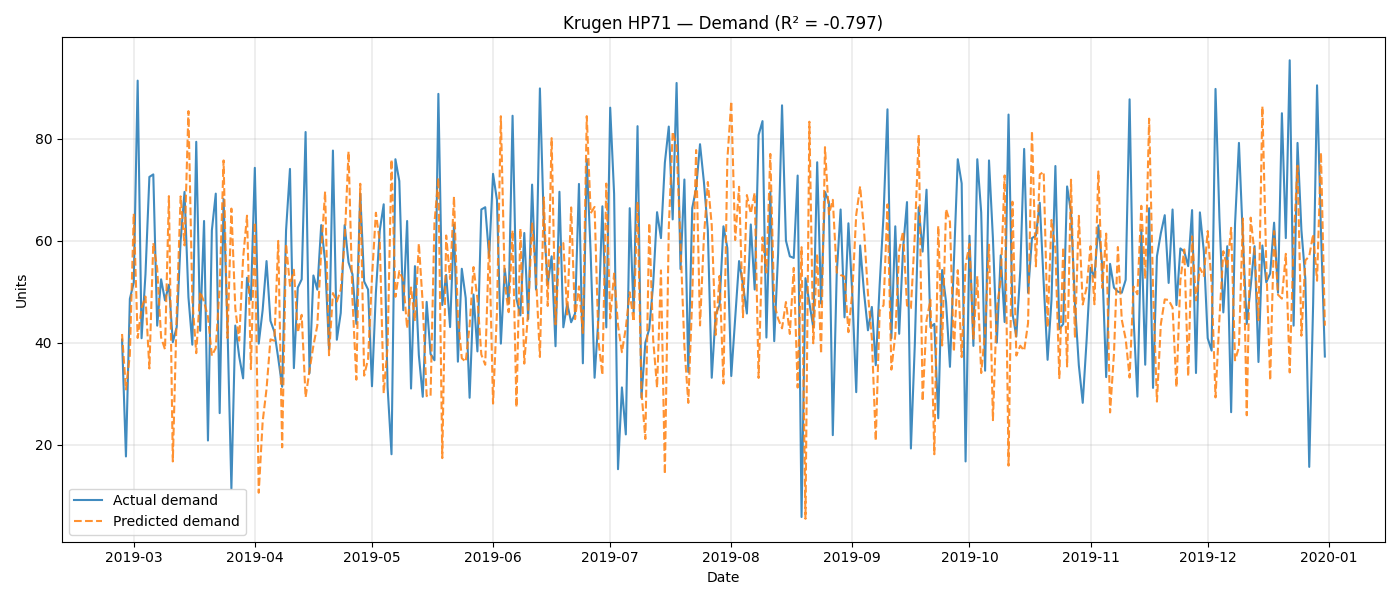 Krugen HP71 — Demand (R² = -0.797)
Units
80
60
40
20
Actual demand
Predicted demand
2019-03 2019-04 2019-05 2019-06 2019-07 2019-08 2019-09 2019-10 2019-11 2019-12 2020-01
Date